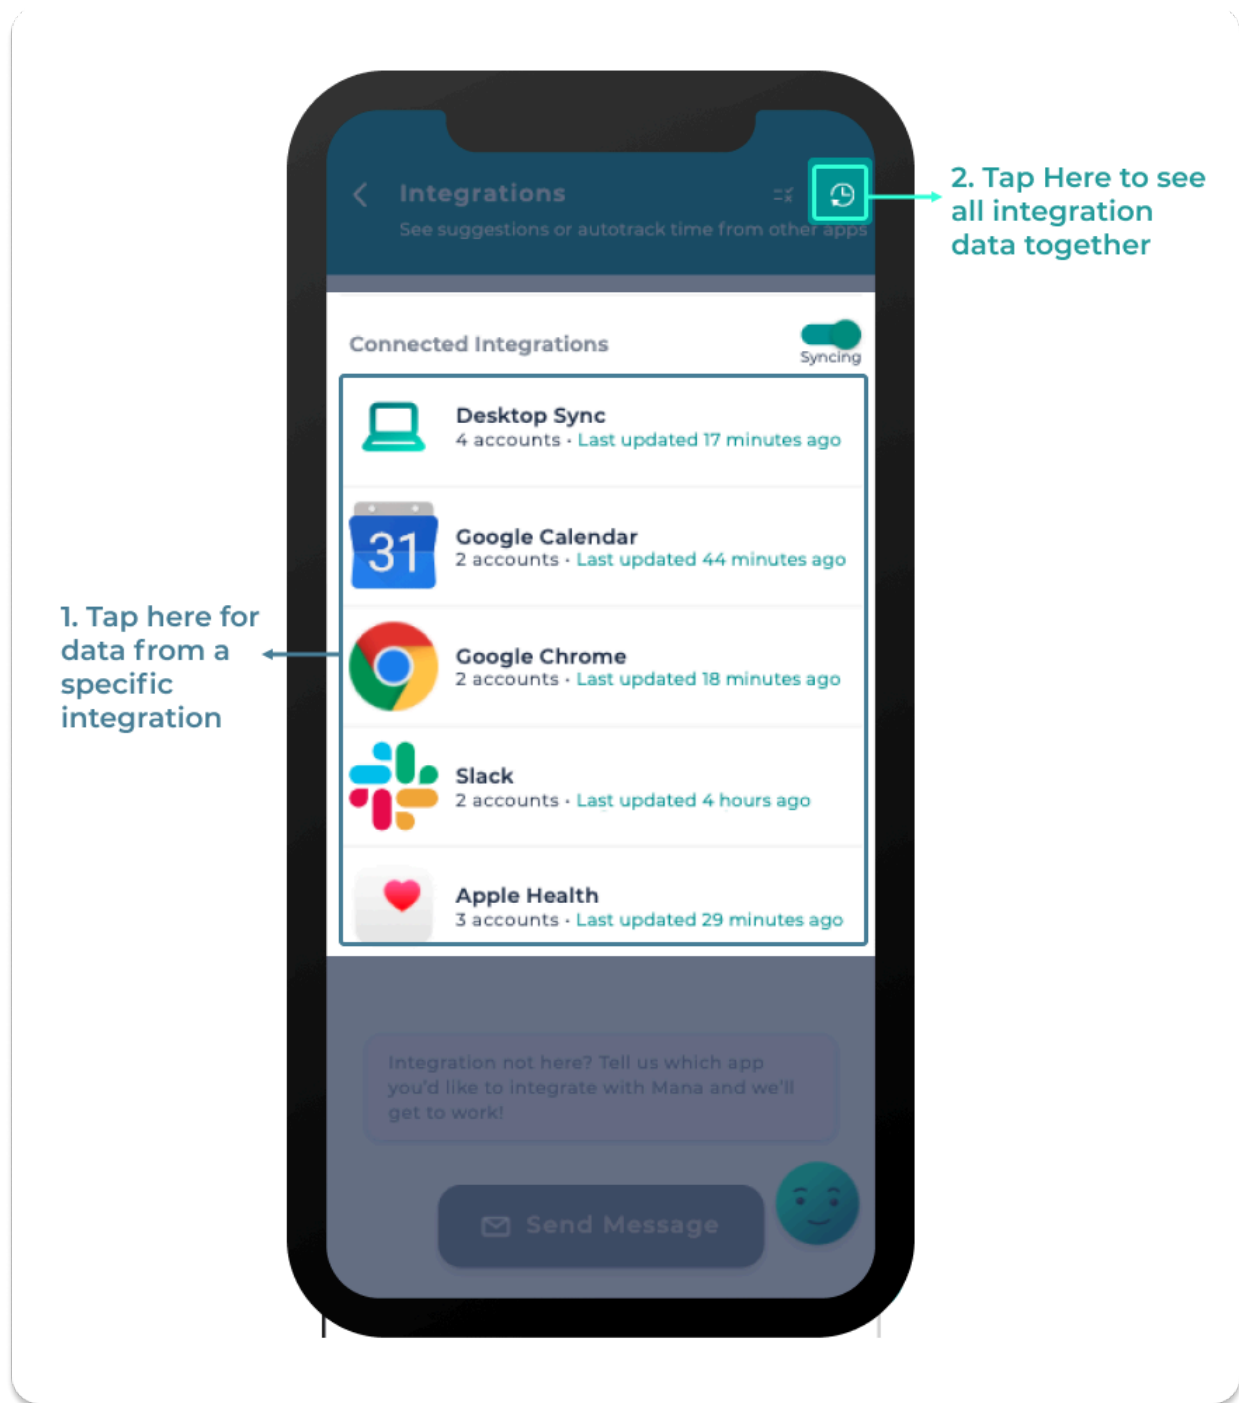 Integrations
See suggestions or autotrack time from other apps
2. Tap Here to see
all integration
data together
Connected Integrations
Syncing
Desktop Sync
4 accounts · Last updated 17 minutes ago
31
Google Calendar
2 accounts · Last updated 44 minutes ago
1. Tap here for
data from a
specific
integration
Google Chrome
2 accounts · Last updated 18 minutes ago
Slack
2 accounts · Last updated 4 hours ago
Apple Health
3 accounts · Last updated 29 minutes ago
Integration not here? Tell us which app
you'd like to integrate with Mana and we'll
get to work!
Send Message